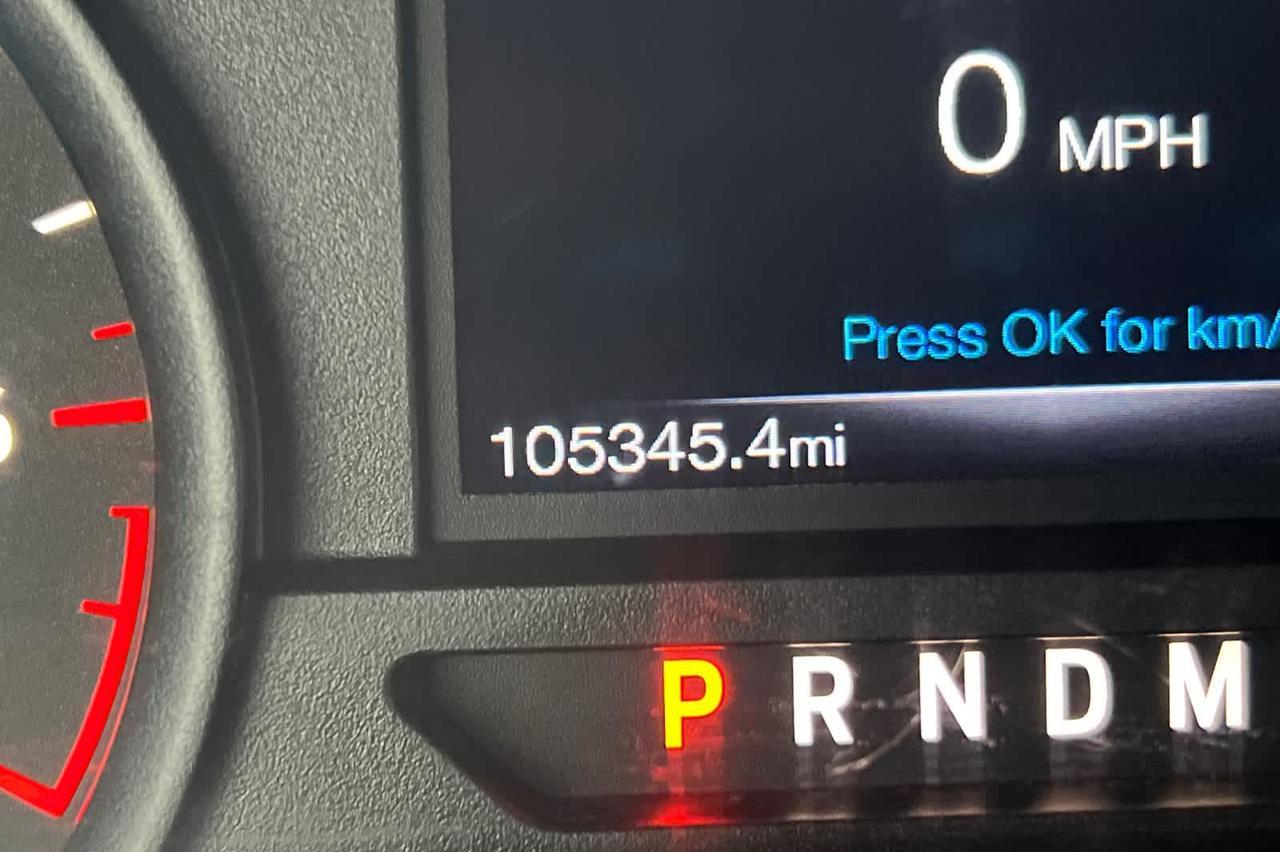 0 MPH
Press OK for km/
105345.4mi
P R N D M